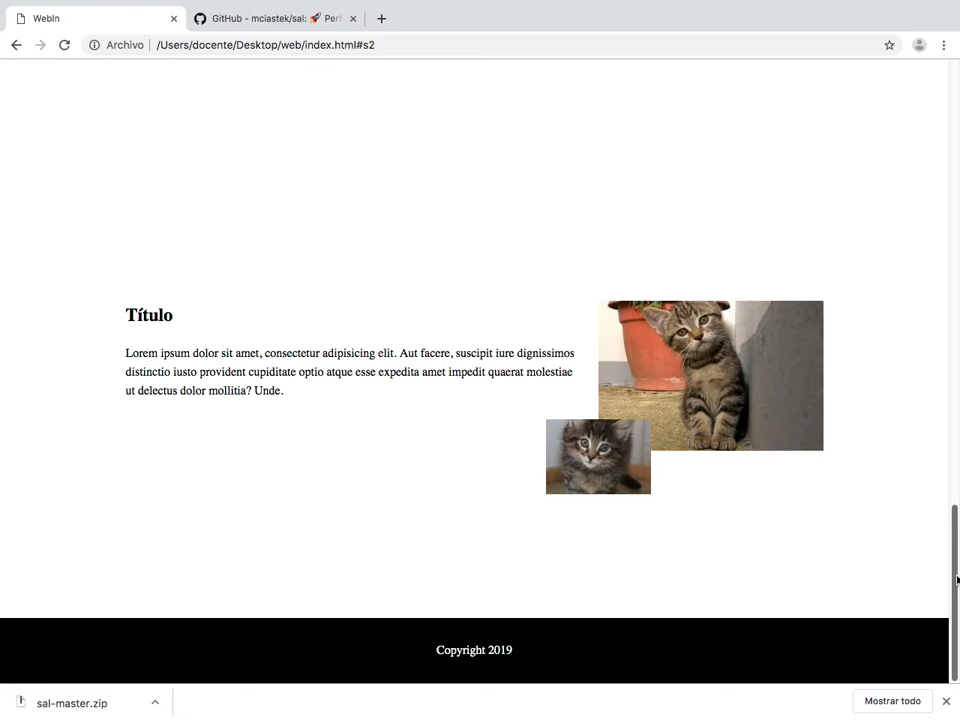 WebIn
GitHub - mciastek/sal: 🚀 Perf
Archivo | /Users/docente/Desktop/web/index.html#s2
Título
Lorem ipsum dolor sit amet, consectetur adipisicing elit. Aut facere, suscipit iure dignissimos
distinctio iusto provident cupiditate optio atque esse expedita amet impedit quaerat molestiae
ut delectus dolor mollitia? Unde.
Copyright 2019
sal-master.zip
Mostrar todo